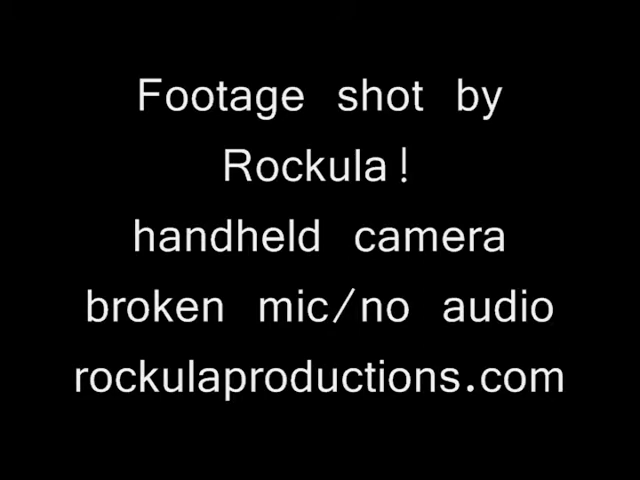 Footage shot by
Rockula!
handheld camera
broken mic/no audio
rockulaproductions.com